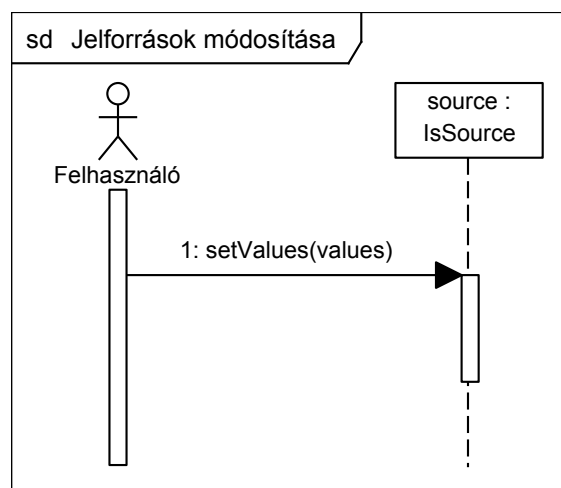 sd Jelforrások módosítása
source :
IsSource
Felhasználó
1: setValues(values)